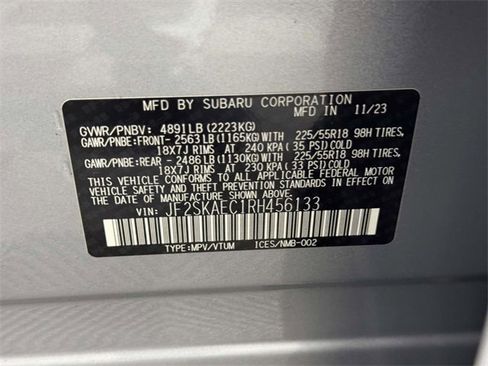 MFD BY SUBARU CORPORATION
MFD IN 11/23
GVWR/PNBV: 4891LB (2223KG)
GAWR/PNBE:FRONT- 2563LB (1165KG)WITH 225/55R18 98H TIRES,
18X7J RIMS AT 240 KPA (35 PSI) COLD
GAWR/PNBE:REAR - 2486LB (1130KG)WITH 225/55R18 98H TIRES,
18X7J RIMS AT 230 KPA (33 PSI) COLD
THIS VEHICLE CONFORMS TO ALL APPLICABLE FEDERAL MOTOR
VEHICLE SAFETY, BUMPER, AND THEFT PREVENTION STANDARDS IN EFFECT
ON THE DATE OF MANUFACTURE SHOWN ABOVE.
VIN: JF2SKAEC1RH456133
TYPE:MPV/VTUM ICES/NMB-002